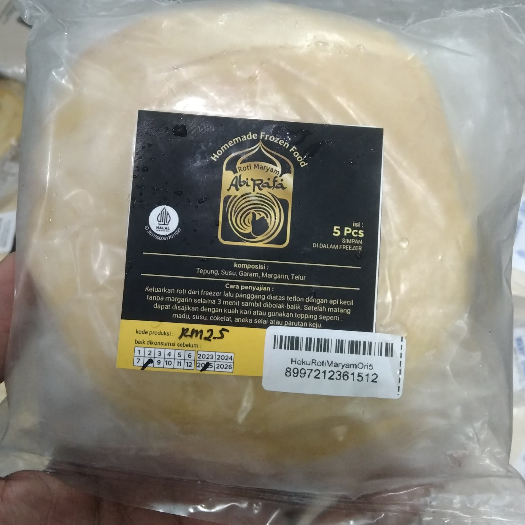 Homemade Frozen Food
Roti Maryam
Abi Rafa
HALAL
INDONESIA
isi :
5 Pcs
SIMPAN
DI DALAM FREEZER
komposisi :
Tepung, Susu, Garam, Margarin, Telur
Cara penyajian :
Keluarkan roti dari freezer lalu panggang diatas teflon dengan api kecil
tanpa margarin selama 3 menit sambil dibolak-balik. Setelah matang
dapat disajikan dengan kuah kari atau gunakan topping seperti
madu, susu, cokelat, aneka selai atau parutan keju.
kode produksi : RM25
baik dikonsumsi sebelum :
1 2 3 4 5 6 2023 2024
7 9 10 11 12 2026
HokuRotiMaryamOri5
8997212361512